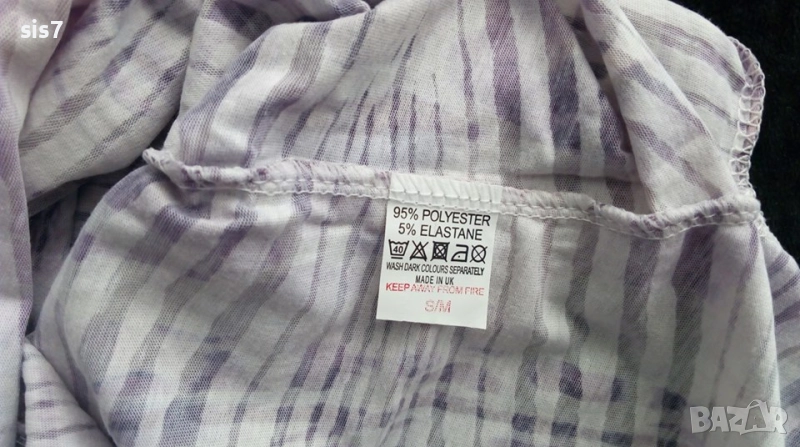 sis7
95% POLYESTER
5% ELASTANE
40
WASH DARK COLOURS SEPARATELY
MADE IN UK
KEEP AWAY FROM FIRE
S/M
BAZAR